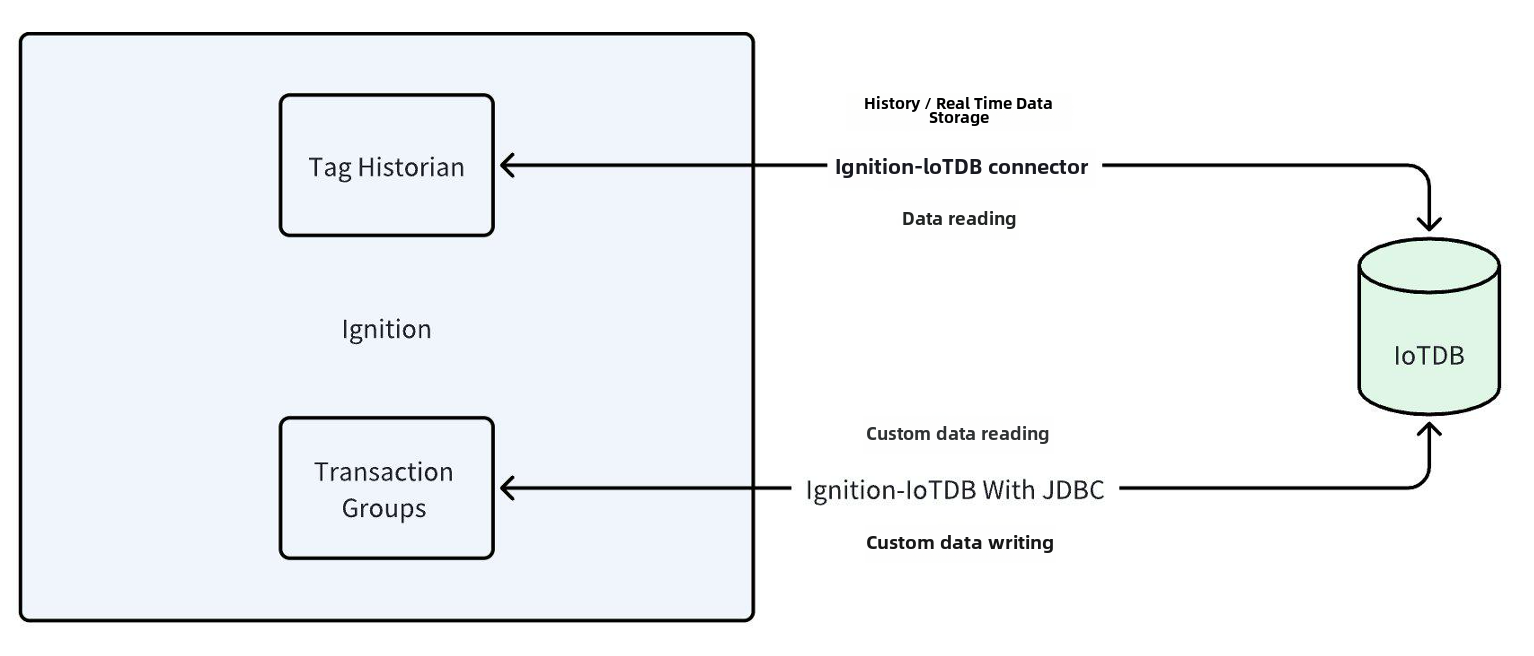 History / Real Time Data
Storage
Tag Historian
Ignition-loTDB connector
Data reading
Ignition
IoTDB
Custom data reading
Transaction
Groups
Ignition-IoTDB With JDBC
Custom data writing